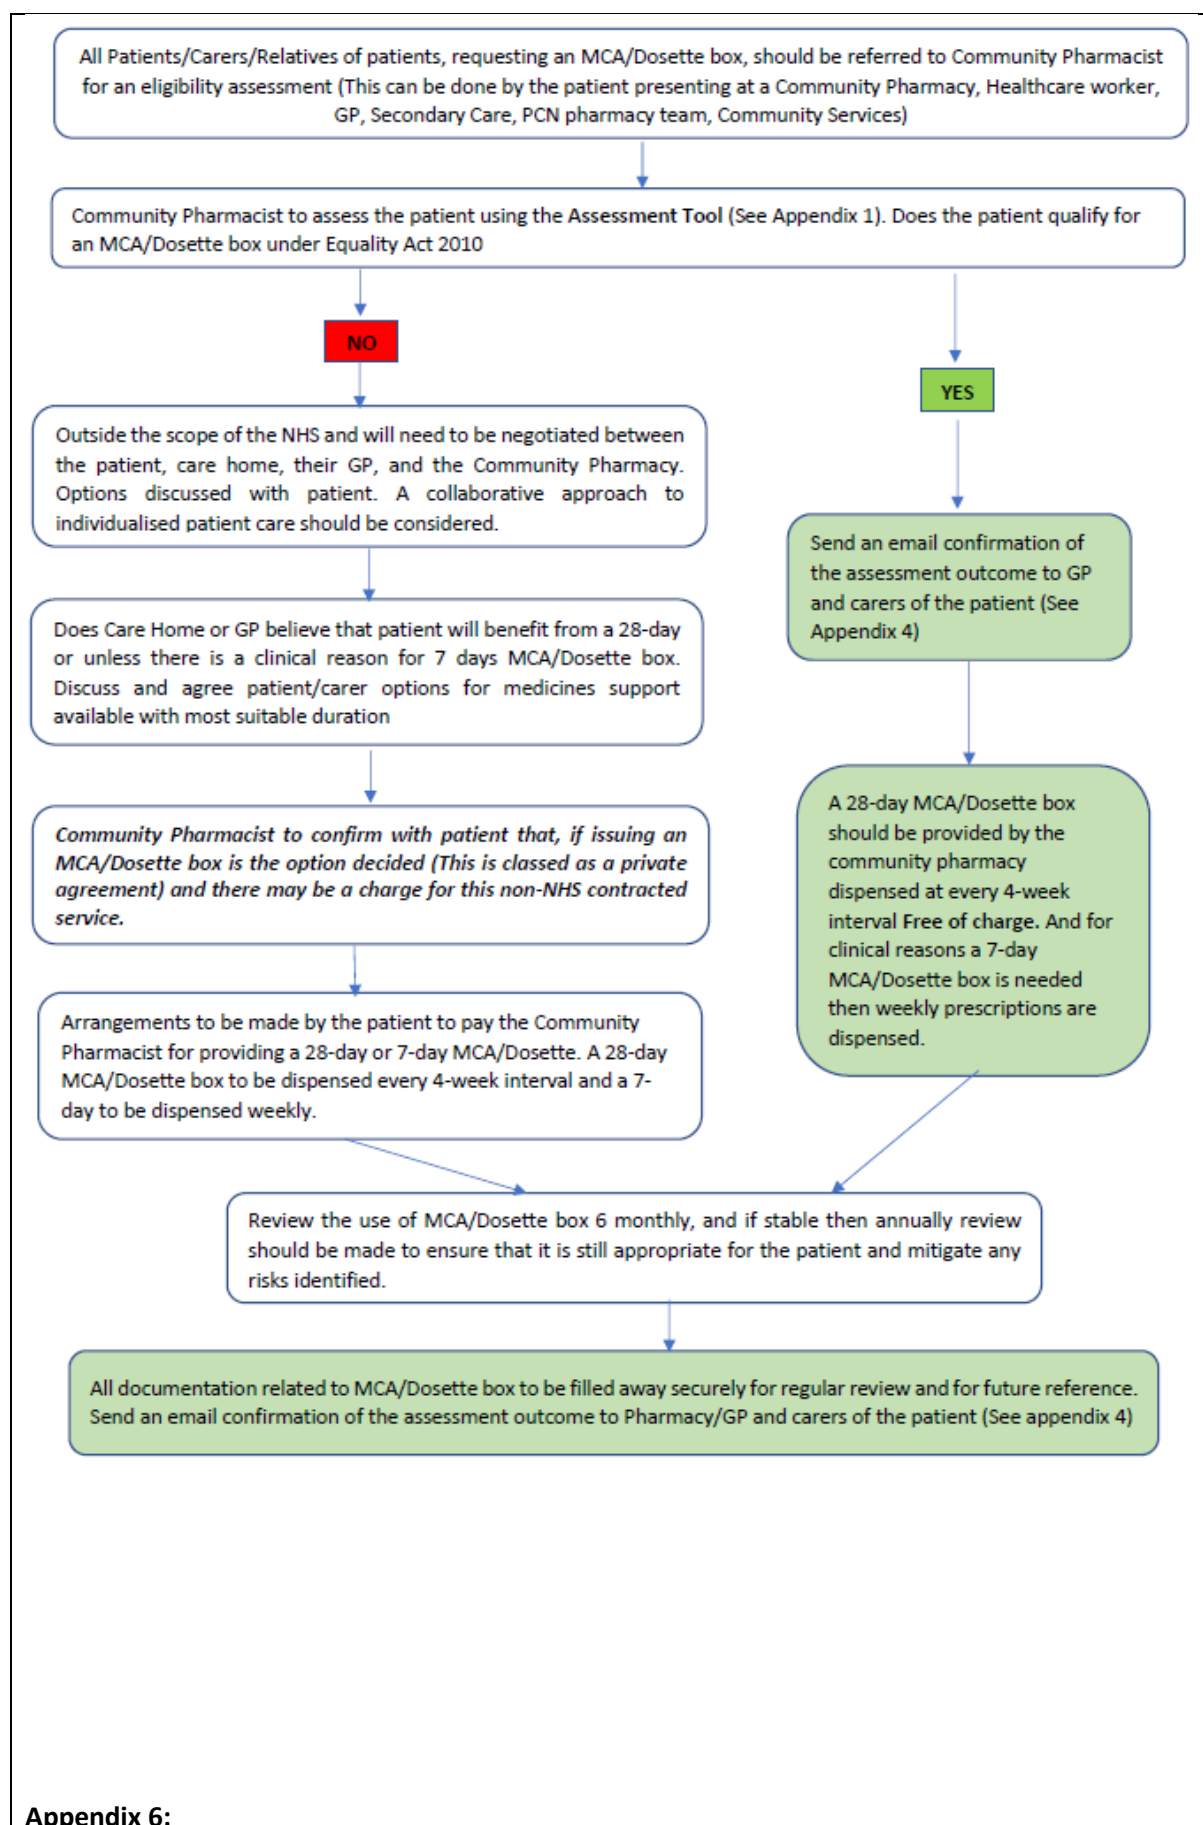 All Patients/Carers/Relatives of patients, requesting an MCA/Dosette box, should be referred to Community Pharmacist
for an eligibility assessment (This can be done by the patient presenting at a Community Pharmacy, Healthcare worker,
GP, Secondary Care, PCN pharmacy team, Community Services)
Community Pharmacist to assess the patient using the Assessment Tool (See Appendix 1). Does the patient qualify for
an MCA/Dosette box under Equality Act 2010
NO
Outside the scope of the NHS and will need to be negotiated between
the patient, care home, their GP, and the Community Pharmacy.
Options discussed with patient. A collaborative approach to
individualised patient care should be considered.
Does Care Home or GP believe that patient will benefit from a 28-day
or unless there is a clinical reason for 7 days MCA/Dosette box.
Discuss and agree patient/carer options for medicines support
available with most suitable duration
Community Pharmacist to confirm with patient that, if issuing an
MCA/Dosette box is the option decided (This is classed as a private
agreement) and there may be a charge for this non-NHS contracted
service.
Arrangements to be made by the patient to pay the Community
Pharmacist for providing a 28-day or 7-day MCA/Dosette. A 28-day
MCA/Dosette box to be dispensed every 4-week interval and a 7-
day to be dispensed weekly.
YES
Send an email confirmation of
the assessment outcome to GP
and carers of the patient (See
Appendix 4)
A 28-day MCA/Dosette box
should be provided by the
community pharmacy
dispensed at every 4-week
interval Free of charge. And for
clinical reasons a 7-day
MCA/Dosette box is needed
then weekly prescriptions are
dispensed.
Review the use of MCA/Dosette box 6 monthly, and if stable then annually review
should be made to ensure that it is still appropriate for the patient and mitigate any
risks identified.
All documentation related to MCA/Dosette box to be filled away securely for regular review and for future reference.
Send an email confirmation of the assessment outcome to Pharmacy/GP and carers of the patient (See appendix 4)
Appendix 6: